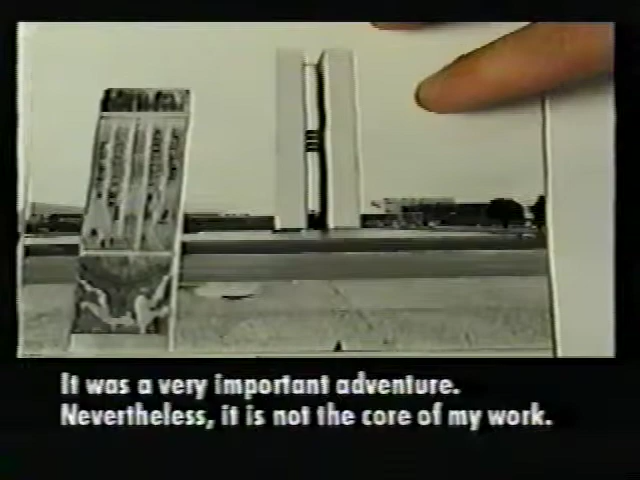 It was a very important adventure.
Nevertheless, it is not the core of my work.